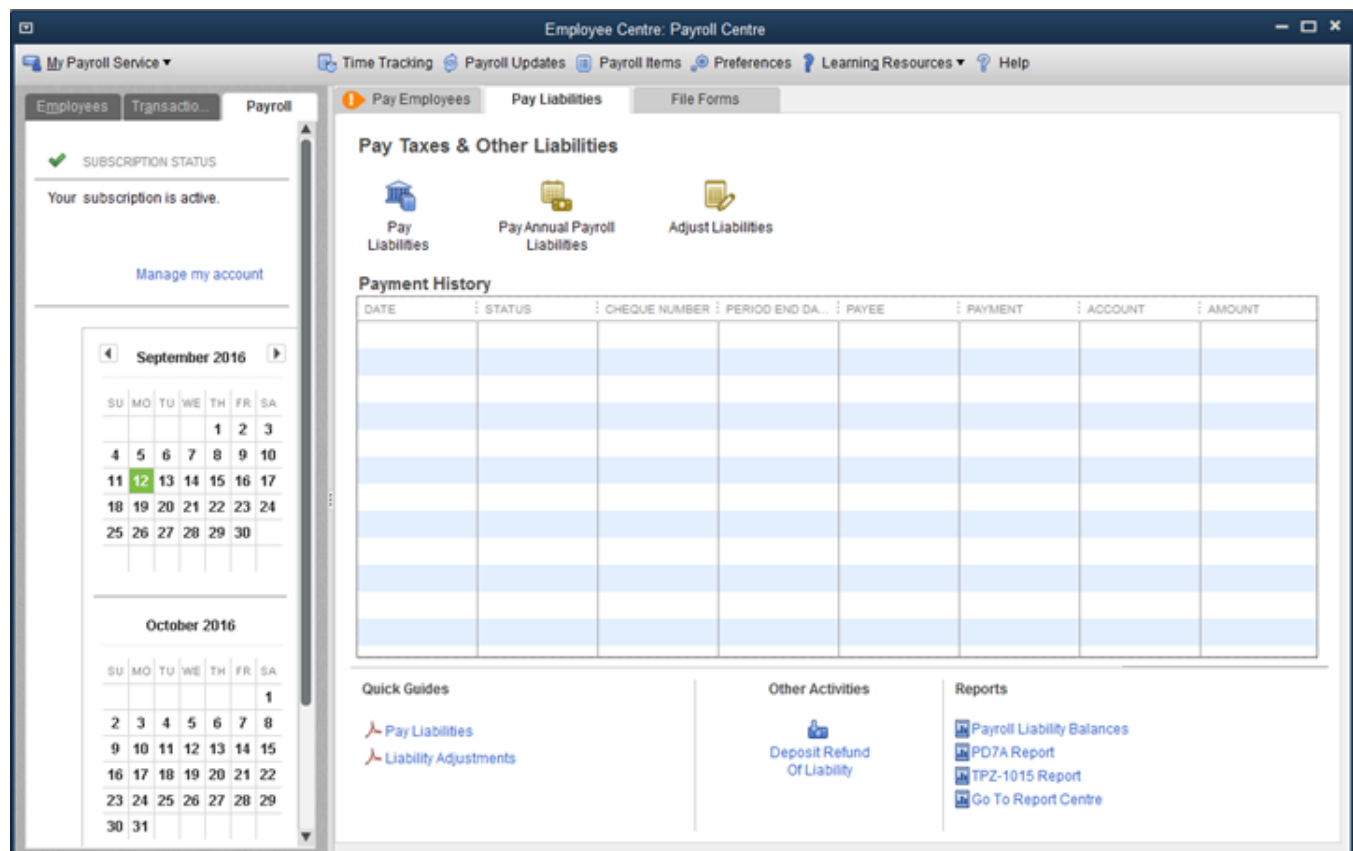 Employee Centre: Payroll Centre
My Payroll Service
Time Tracking Payroll Updates Payroll Items Preferences Learning Resources Help
Employees Transactio... Payroll
Pay Employees Pay Liabilities File Forms
SUBSCRIPTION STATUS
Your subscription is active.
Manage my account
September 2016
SU MO TU WE TH FR SA
1 2 3
4 5 6 7 8 9 10
11 12 13 14 15 16 17
18 19 20 21 22 23 24
25 26 27 28 29 30
October 2016
SU MO TU WE TH FR SA
1
2 3 4 5 6 7 8
9 10 11 12 13 14 15
16 17 18 19 20 21 22
23 24 25 26 27 28 29
30 31
Pay Taxes & Other Liabilities
Pay
Liabilities
Pay Annual Payroll
Liabilities
Adjust Liabilities
Payment History
DATE STATUS CHEQUE NUMBER PERIOD END DA... PAYEE PAYMENT ACCOUNT AMOUNT
Quick Guides
Pay Liabilities
Liability Adjustments
Other Activities
Deposit Refund
Of Liability
Reports
Payroll Liability Balances
PD7A Report
TPZ-1015 Report
Go To Report Centre